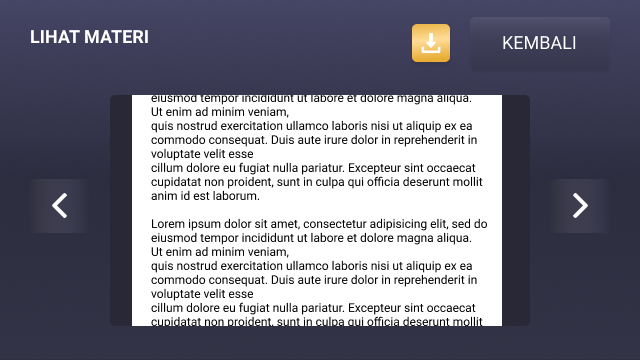 LIHAT MATERI
KEMBALI
eiusmod tempor incididunt ut labore et dolore magna aliqua.
Ut enim ad minim veniam,
quis nostrud exercitation ullamco laboris nisi ut aliquip ex ea
commodo consequat. Duis aute irure dolor in reprehenderit in
voluptate velit esse
cillum dolore eu fugiat nulla pariatur. Excepteur sint occaecat
cupidatat non proident, sunt in culpa qui officia deserunt mollit
anim id est laborum.
Lorem ipsum dolor sit amet, consectetur adipisicing elit, sed do
eiusmod tempor incididunt ut labore et dolore magna aliqua.
Ut enim ad minim veniam,
quis nostrud exercitation ullamco laboris nisi ut aliquip ex ea
commodo consequat. Duis aute irure dolor in reprehenderit in
voluptate velit esse
cillum dolore eu fugiat nulla pariatur. Excepteur sint occaecat
cupidatat non proident, sunt in culpa qui officia deserunt mollit